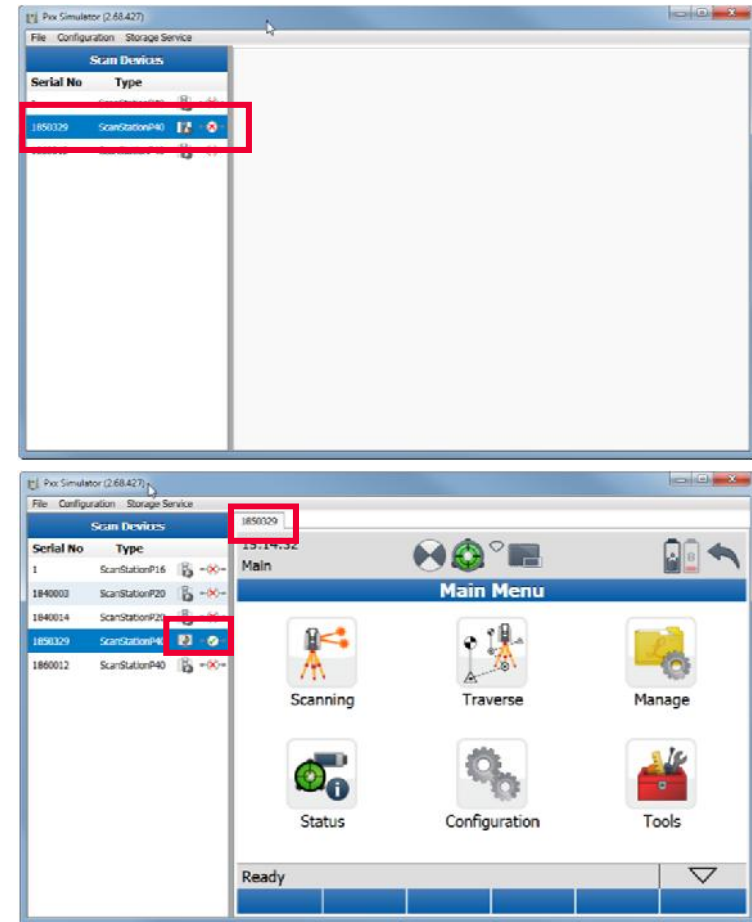 Pxx Simulator (2.68.427)
File Configuration Storage Service
Scan Devices
Serial No Type
1850329 ScanStationP40
Pxx Simulator (2.68.427)
File Configuration Storage Service
Scan Devices
Serial No Type
1 ScanStationP16
1840003 ScanStationP20
1840014 ScanStationP20
1850329 ScanStationP40
1860012 ScanStationP40
1850329
Main
Main Menu
Scanning Traverse Manage
Status Configuration Tools
Ready